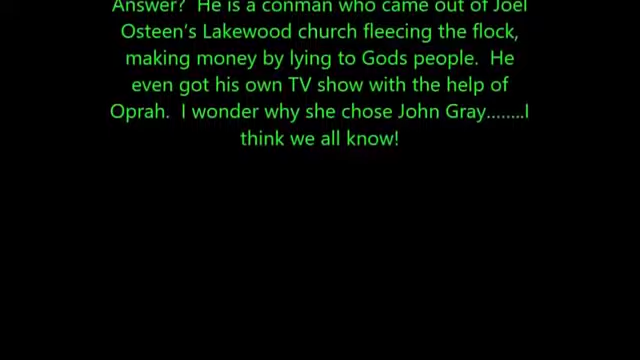 Answer?  He is a conman who came out of Joel
Osteen's Lakewood church fleecing the flock,
making money by lying to Gods people.  He
even got his own TV show with the help of
Oprah.  I wonder why she chose John Gray........I
think we all know!